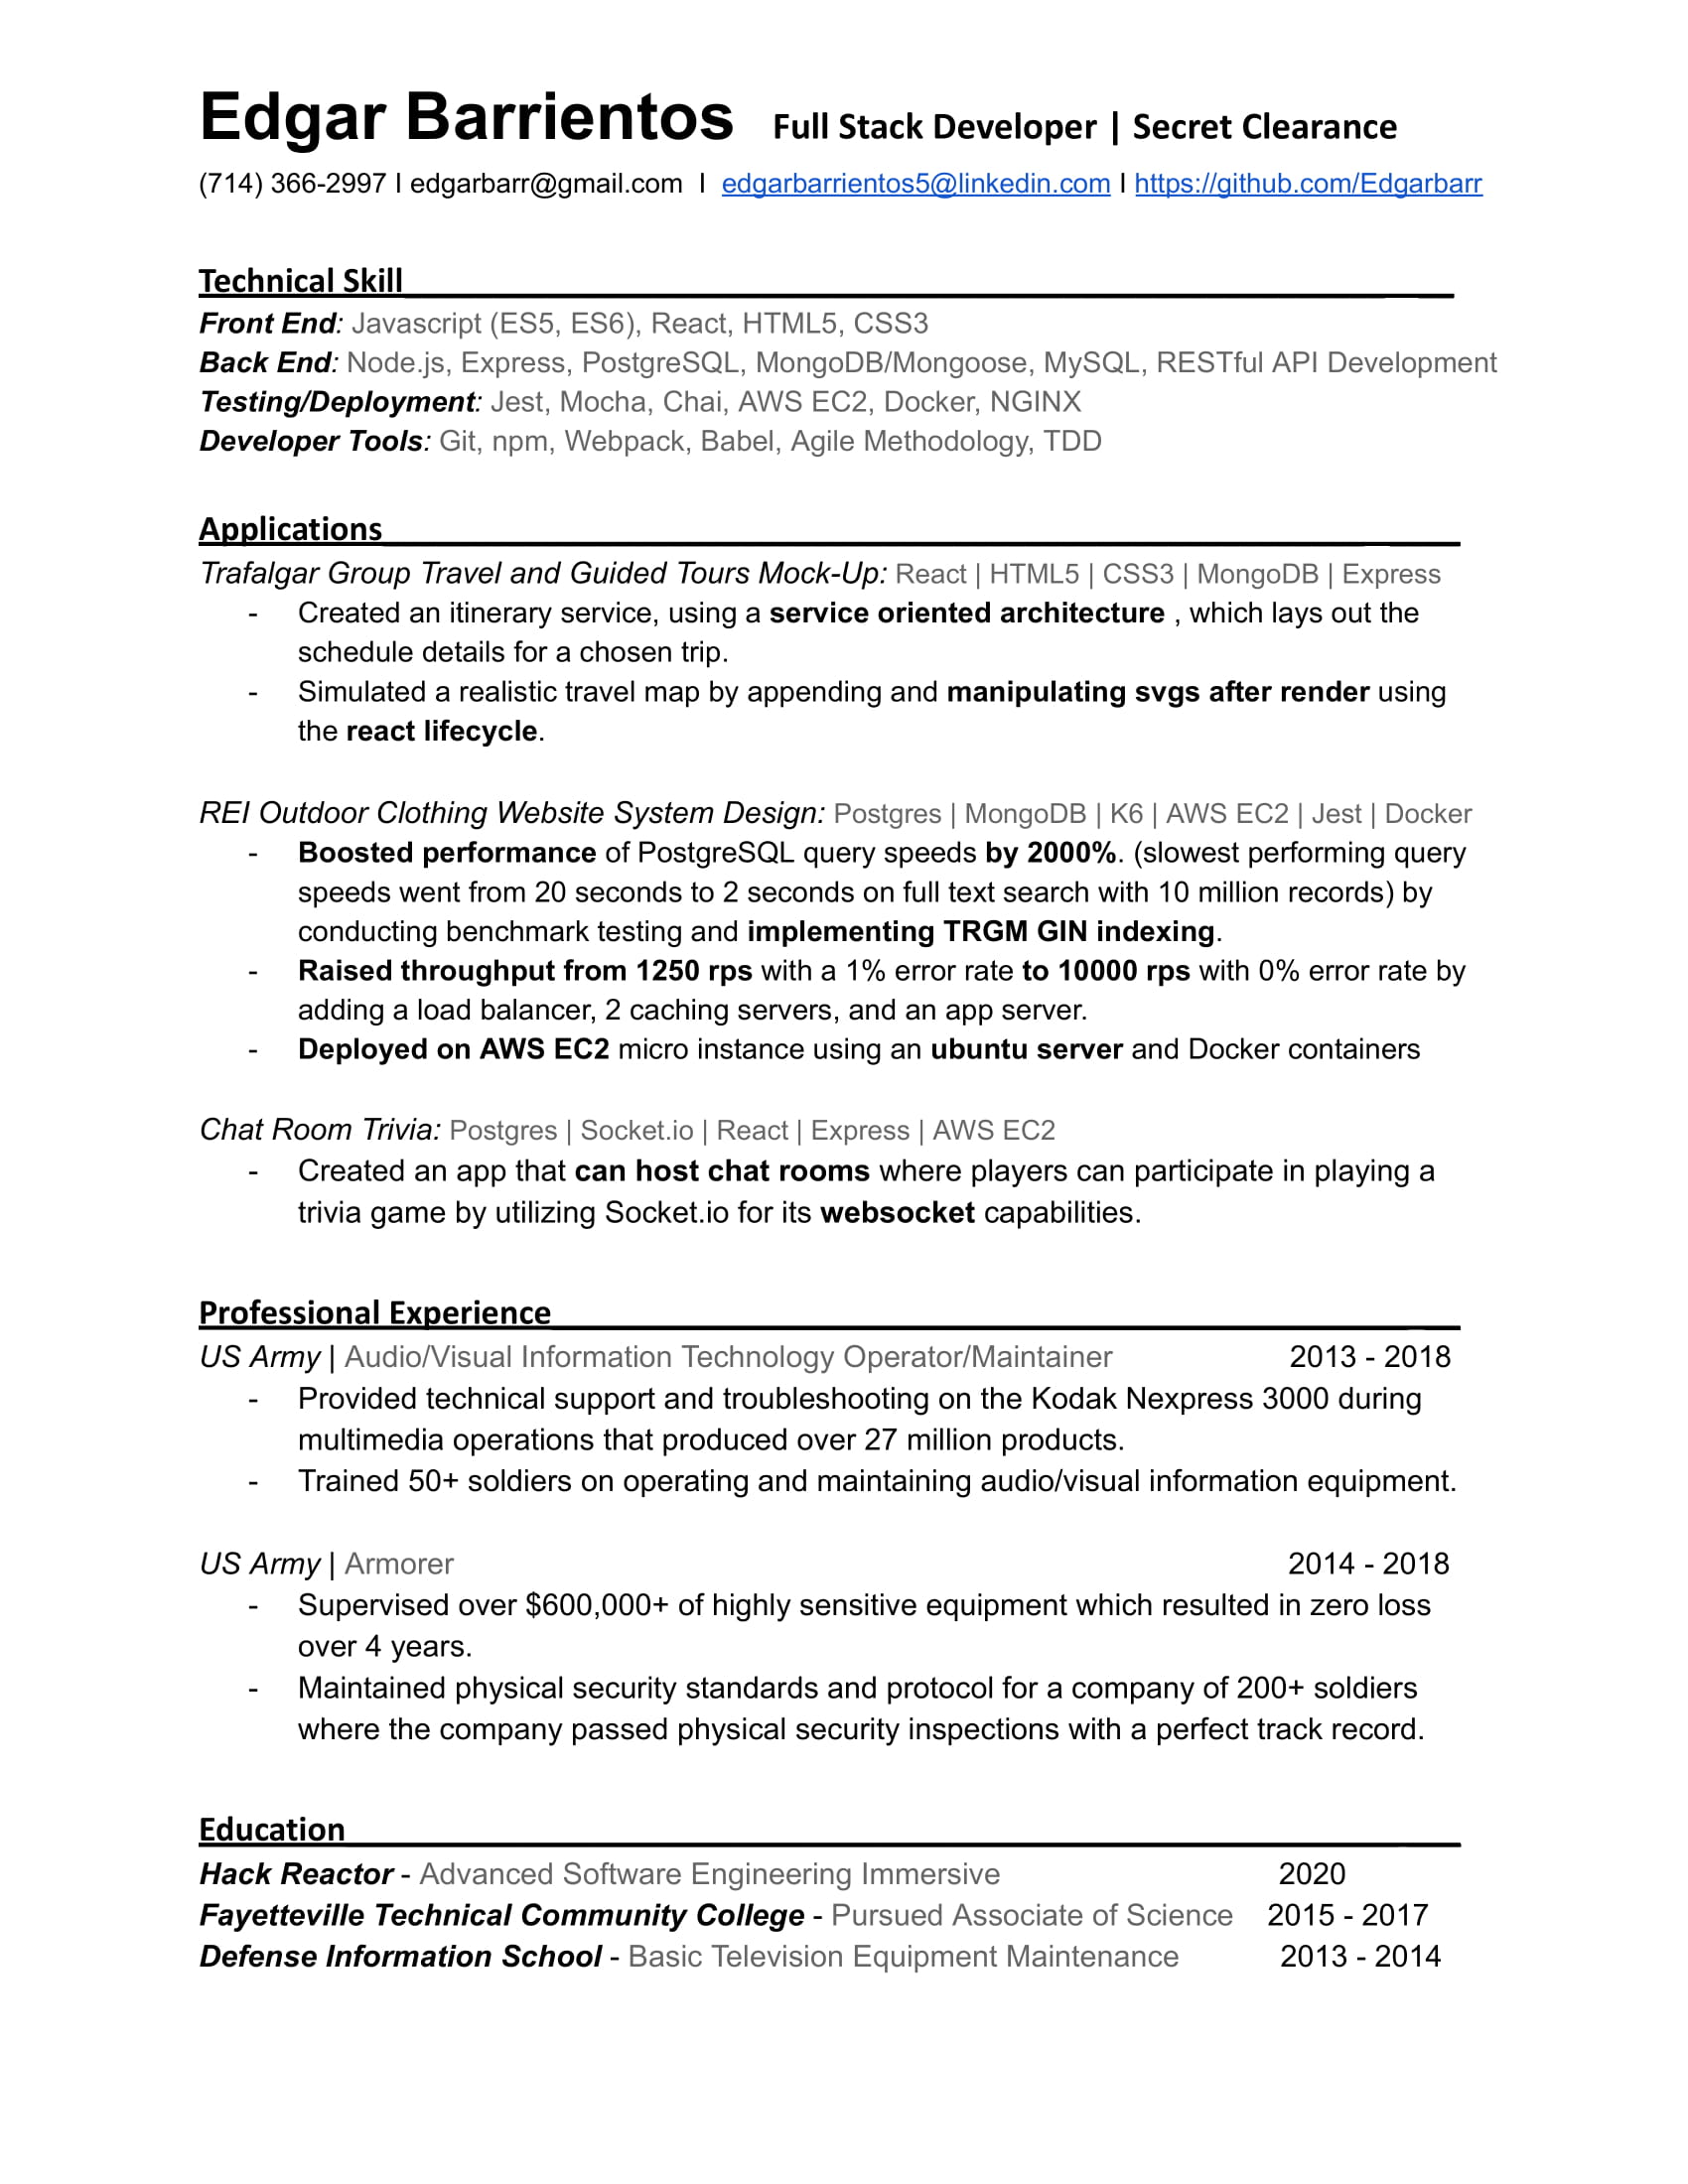 Edgar Barrientos Full Stack Developer | Secret Clearance
(714) 366-2997 I edgarbarr@gmail.com I edgarbarrientos5@linkedin.com I https://github.com/Edgarbarr
Technical Skill
Front End: Javascript (ES5, ES6), React, HTML5, CSS3
Back End: Node.js, Express, PostgreSQL, MongoDB/Mongoose, MySQL, RESTful API Development
Testing/Deployment: Jest, Mocha, Chai, AWS EC2, Docker, NGINX
Developer Tools: Git, npm, Webpack, Babel, Agile Methodology, TDD
Applications
Trafalgar Group Travel and Guided Tours Mock-Up: React | HTML5 | CSS3 | MongoDB | Express
- Created an itinerary service, using a service oriented architecture , which lays out the
schedule details for a chosen trip.
- Simulated a realistic travel map by appending and manipulating svgs after render using
the react lifecycle.
REI Outdoor Clothing Website System Design: Postgres | MongoDB | K6 | AWS EC2 | Jest | Docker
- Boosted performance of PostgreSQL query speeds by 2000%. (slowest performing query
speeds went from 20 seconds to 2 seconds on full text search with 10 million records) by
conducting benchmark testing and implementing TRGM GIN indexing.
- Raised throughput from 1250 rps with a 1% error rate to 10000 rps with 0% error rate by
adding a load balancer, 2 caching servers, and an app server.
- Deployed on AWS EC2 micro instance using an ubuntu server and Docker containers
Chat Room Trivia: Postgres | Socket.io | React | Express | AWS EC2
- Created an app that can host chat rooms where players can participate in playing a
trivia game by utilizing Socket.io for its websocket capabilities.
Professional Experience
US Army | Audio/Visual Information Technology Operator/Maintainer 2013 - 2018
- Provided technical support and troubleshooting on the Kodak Nexpress 3000 during
multimedia operations that produced over 27 million products.
- Trained 50+ soldiers on operating and maintaining audio/visual information equipment.
US Army | Armorer 2014 - 2018
- Supervised over $600,000+ of highly sensitive equipment which resulted in zero loss
over 4 years.
- Maintained physical security standards and protocol for a company of 200+ soldiers
where the company passed physical security inspections with a perfect track record.
Education
Hack Reactor - Advanced Software Engineering Immersive 2020
Fayetteville Technical Community College - Pursued Associate of Science 2015 - 2017
Defense Information School - Basic Television Equipment Maintenance 2013 - 2014